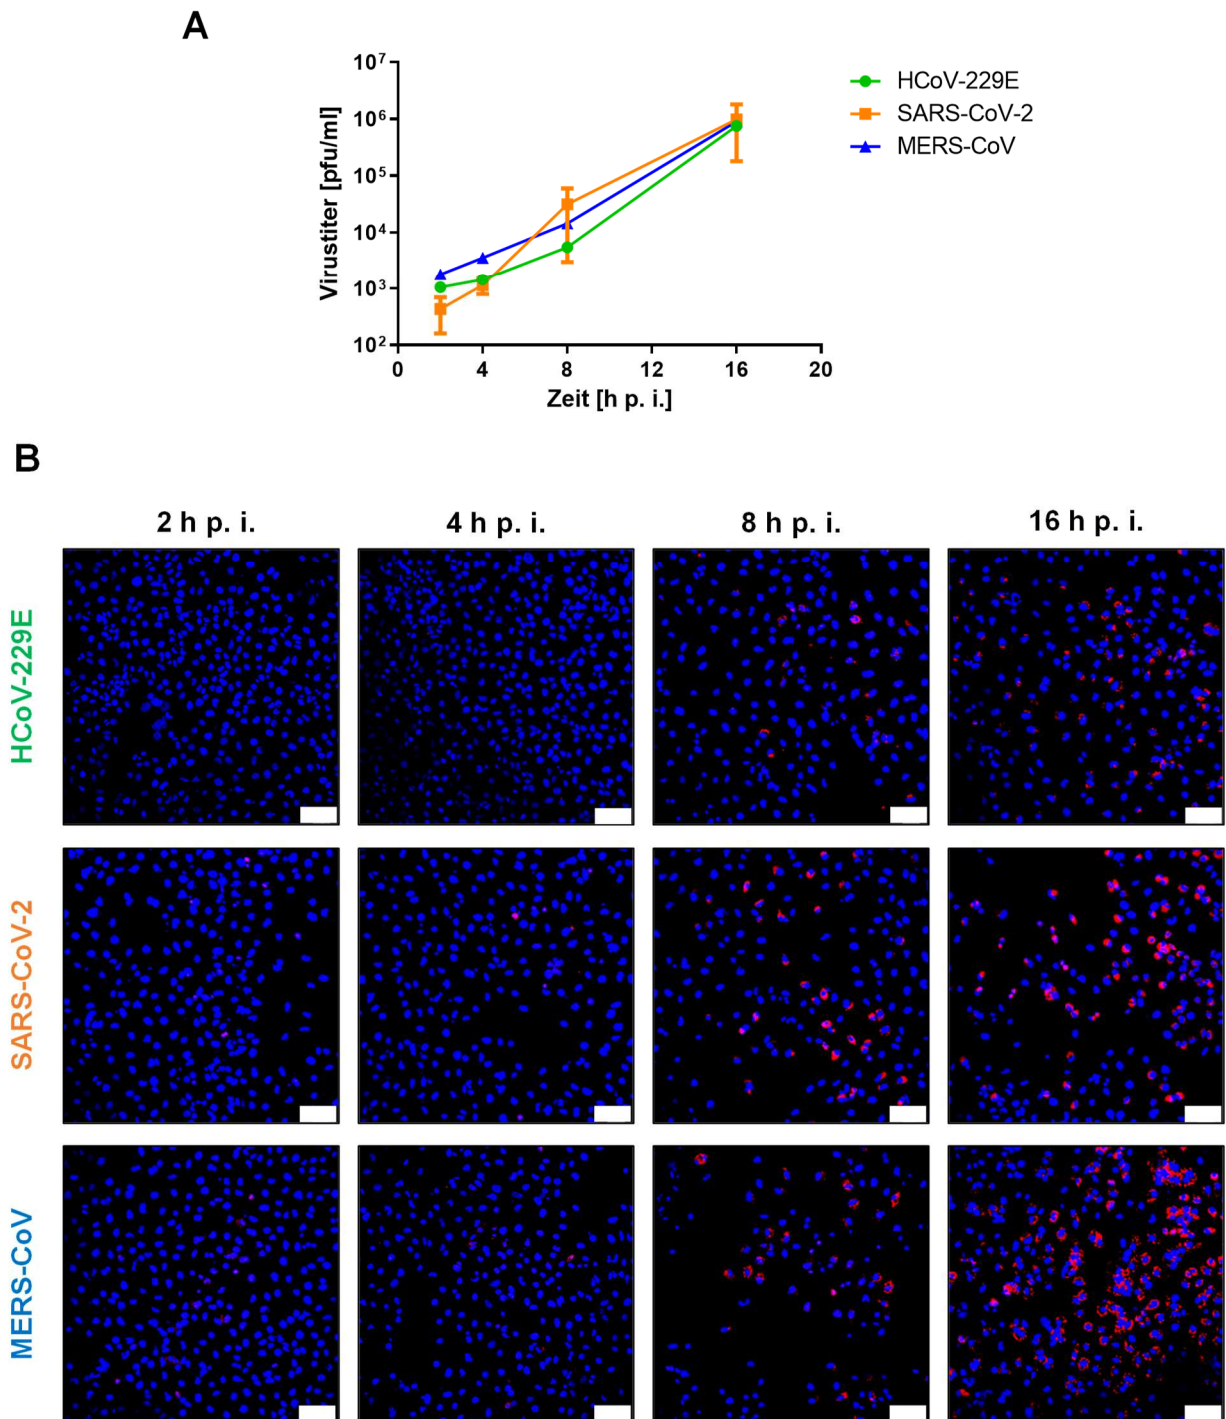 A
10⁷
10⁶
10⁵
10⁴
10³
10²
Virustiter [pfu/ml]
0 4 8 12 16 20
Zeit [h p. i.]
HCoV-229E
SARS-CoV-2
MERS-CoV
B
2 h p. i. 4 h p. i. 8 h p. i. 16 h p. i.
HCoV-229E
SARS-CoV-2
MERS-CoV